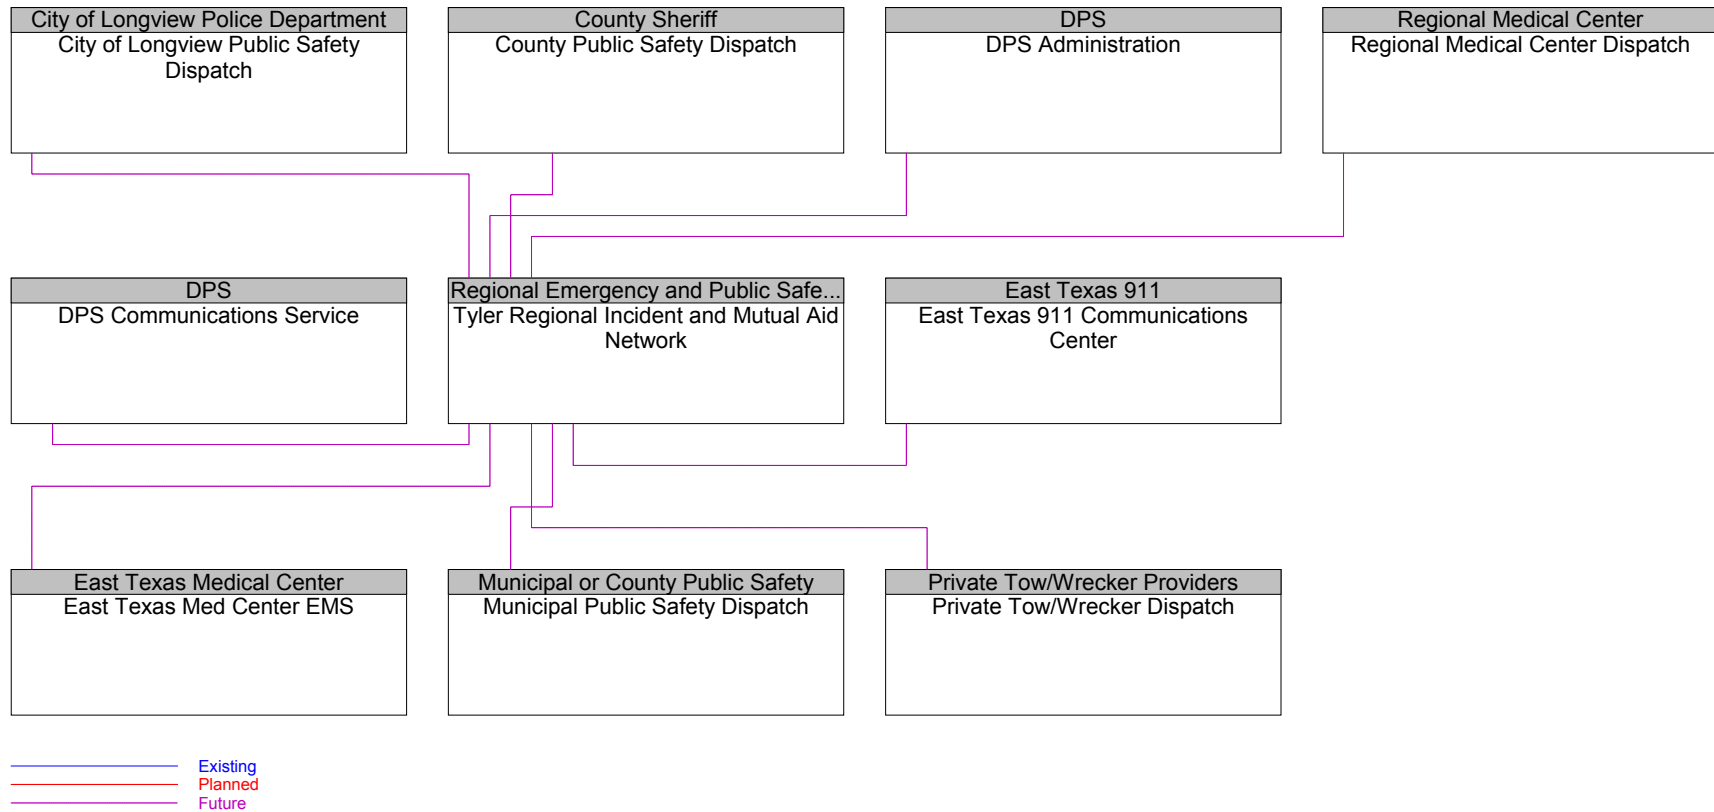 City of Longview Police Department
City of Longview Public Safety
Dispatch
County Sheriff
County Public Safety Dispatch
DPS
DPS Administration
Regional Medical Center
Regional Medical Center Dispatch
DPS
DPS Communications Service
Regional Emergency and Public Safe...
Tyler Regional Incident and Mutual Aid
Network
East Texas 911
East Texas 911 Communications
Center
East Texas Medical Center
East Texas Med Center EMS
Municipal or County Public Safety
Municipal Public Safety Dispatch
Private Tow/Wrecker Providers
Private Tow/Wrecker Dispatch
Existing
Planned
Future